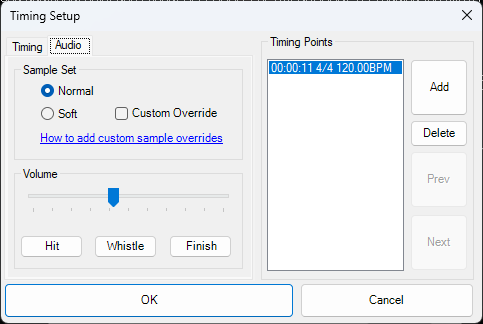 Timing Setup
Timing Audio
Sample Set
Normal
Soft Custom Override
How to add custom sample overrides
Volume
Hit Whistle Finish
Timing Points
00:00:11 4/4 120.00BPM
Add
Delete
Prev
Next
OK Cancel